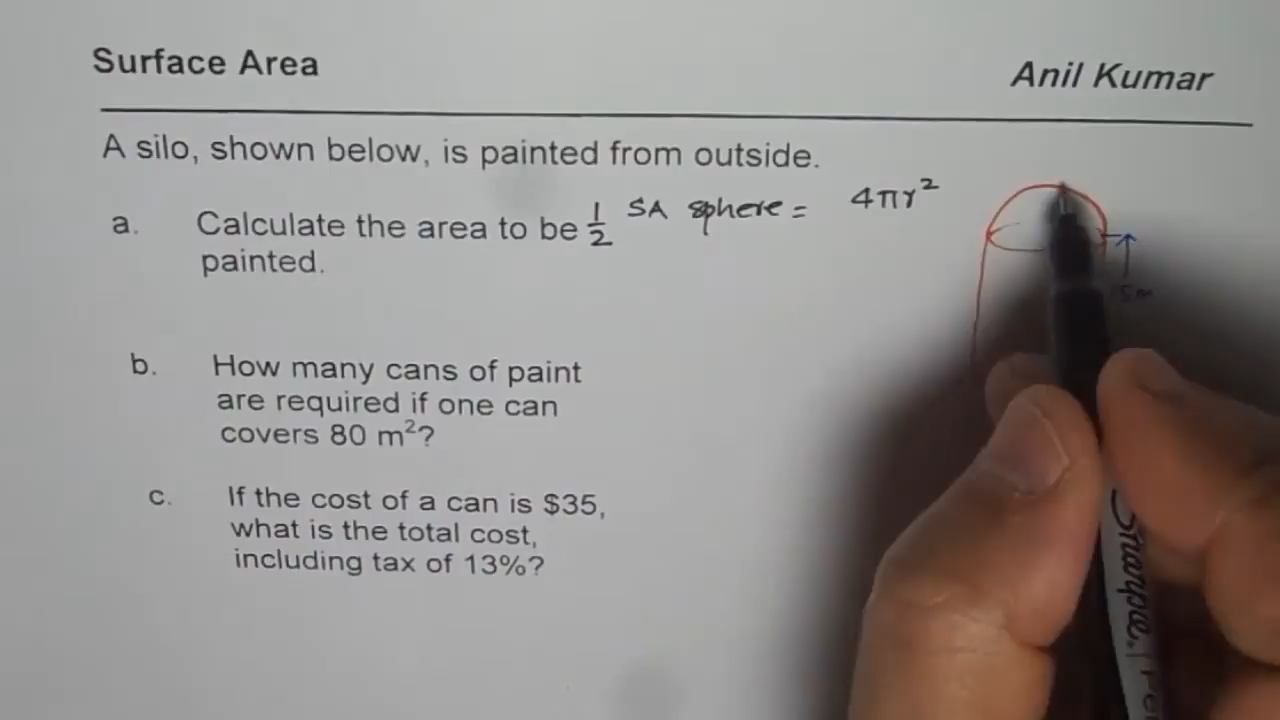 Surface Area
Anil Kumar
A silo, shown below, is painted from outside.
a. Calculate the area to be
painted.
1/2 SA sphere = 4πr²
b. How many cans of paint
are required if one can
covers 80 m²?
c. If the cost of a can is $35,
what is the total cost,
including tax of 13%?
Sharpie